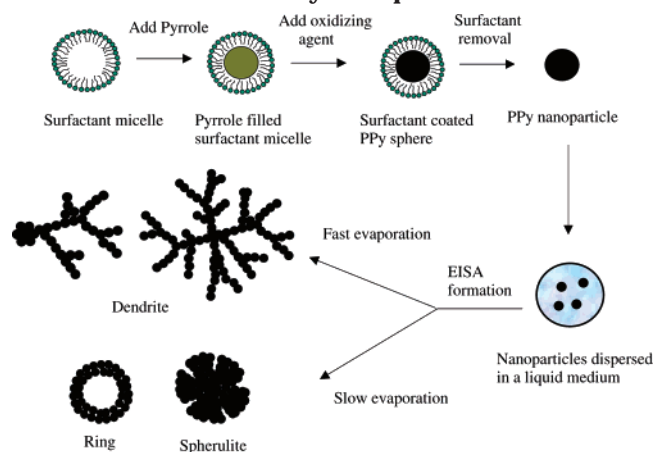 Add Pyrrole
Add oxidizing
agent
Surfactant
removal
Surfactant micelle
Pyrrole filled
surfactant micelle
Surfactant coated
PPy sphere
PPy nanoparticle
Fast evaporation
EISA
formation
Dendrite
Nanoparticles dispersed
in a liquid medium
Slow evaporation
Ring
Spherulite